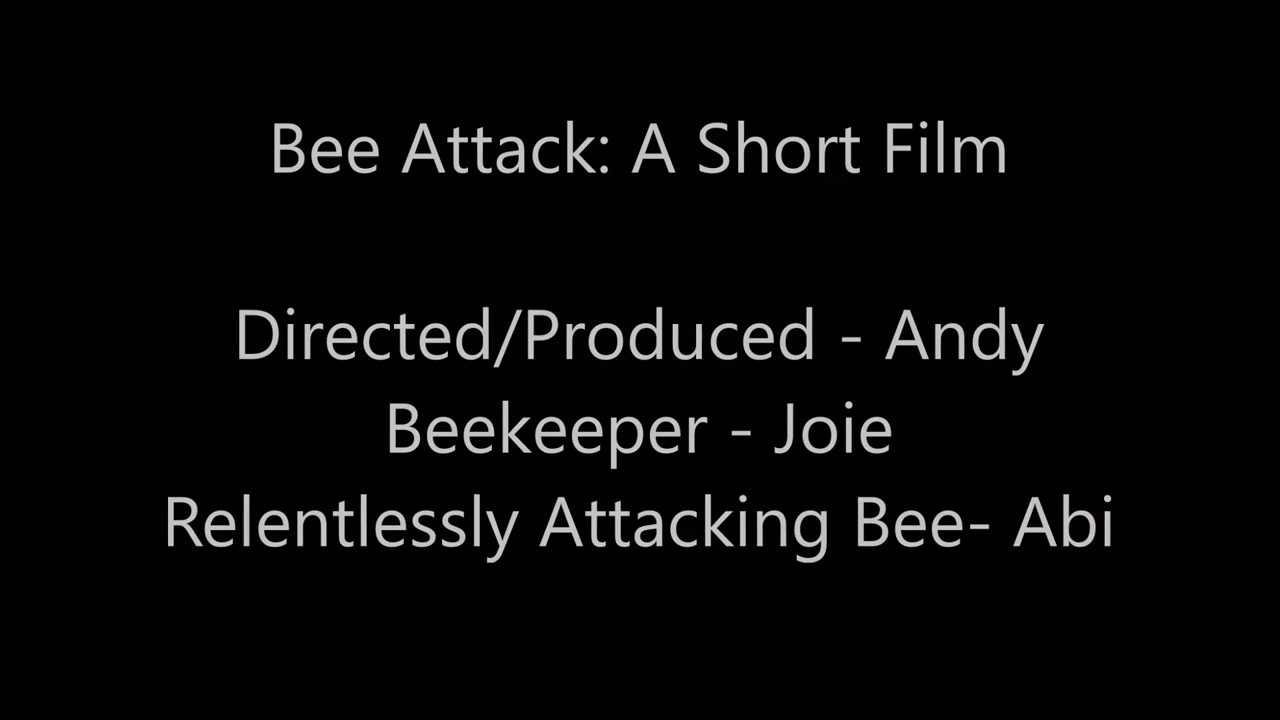 Bee Attack: A Short Film
Directed/Produced - Andy
Beekeeper - Joie
Relentlessly Attacking Bee- Abi